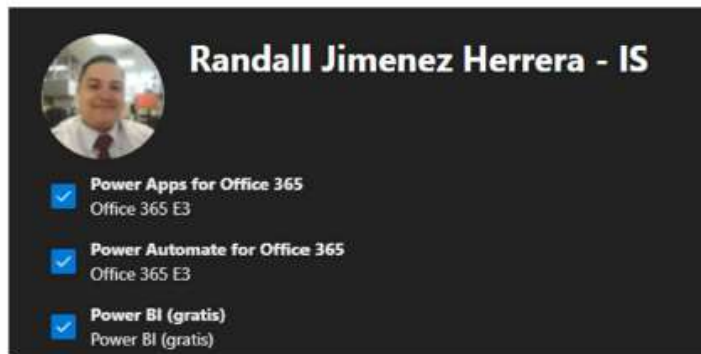 Randall Jimenez Herrera - IS
Power Apps for Office 365
Office 365 E3
Power Automate for Office 365
Office 365 E3
Power BI (gratis)
Power BI (gratis)